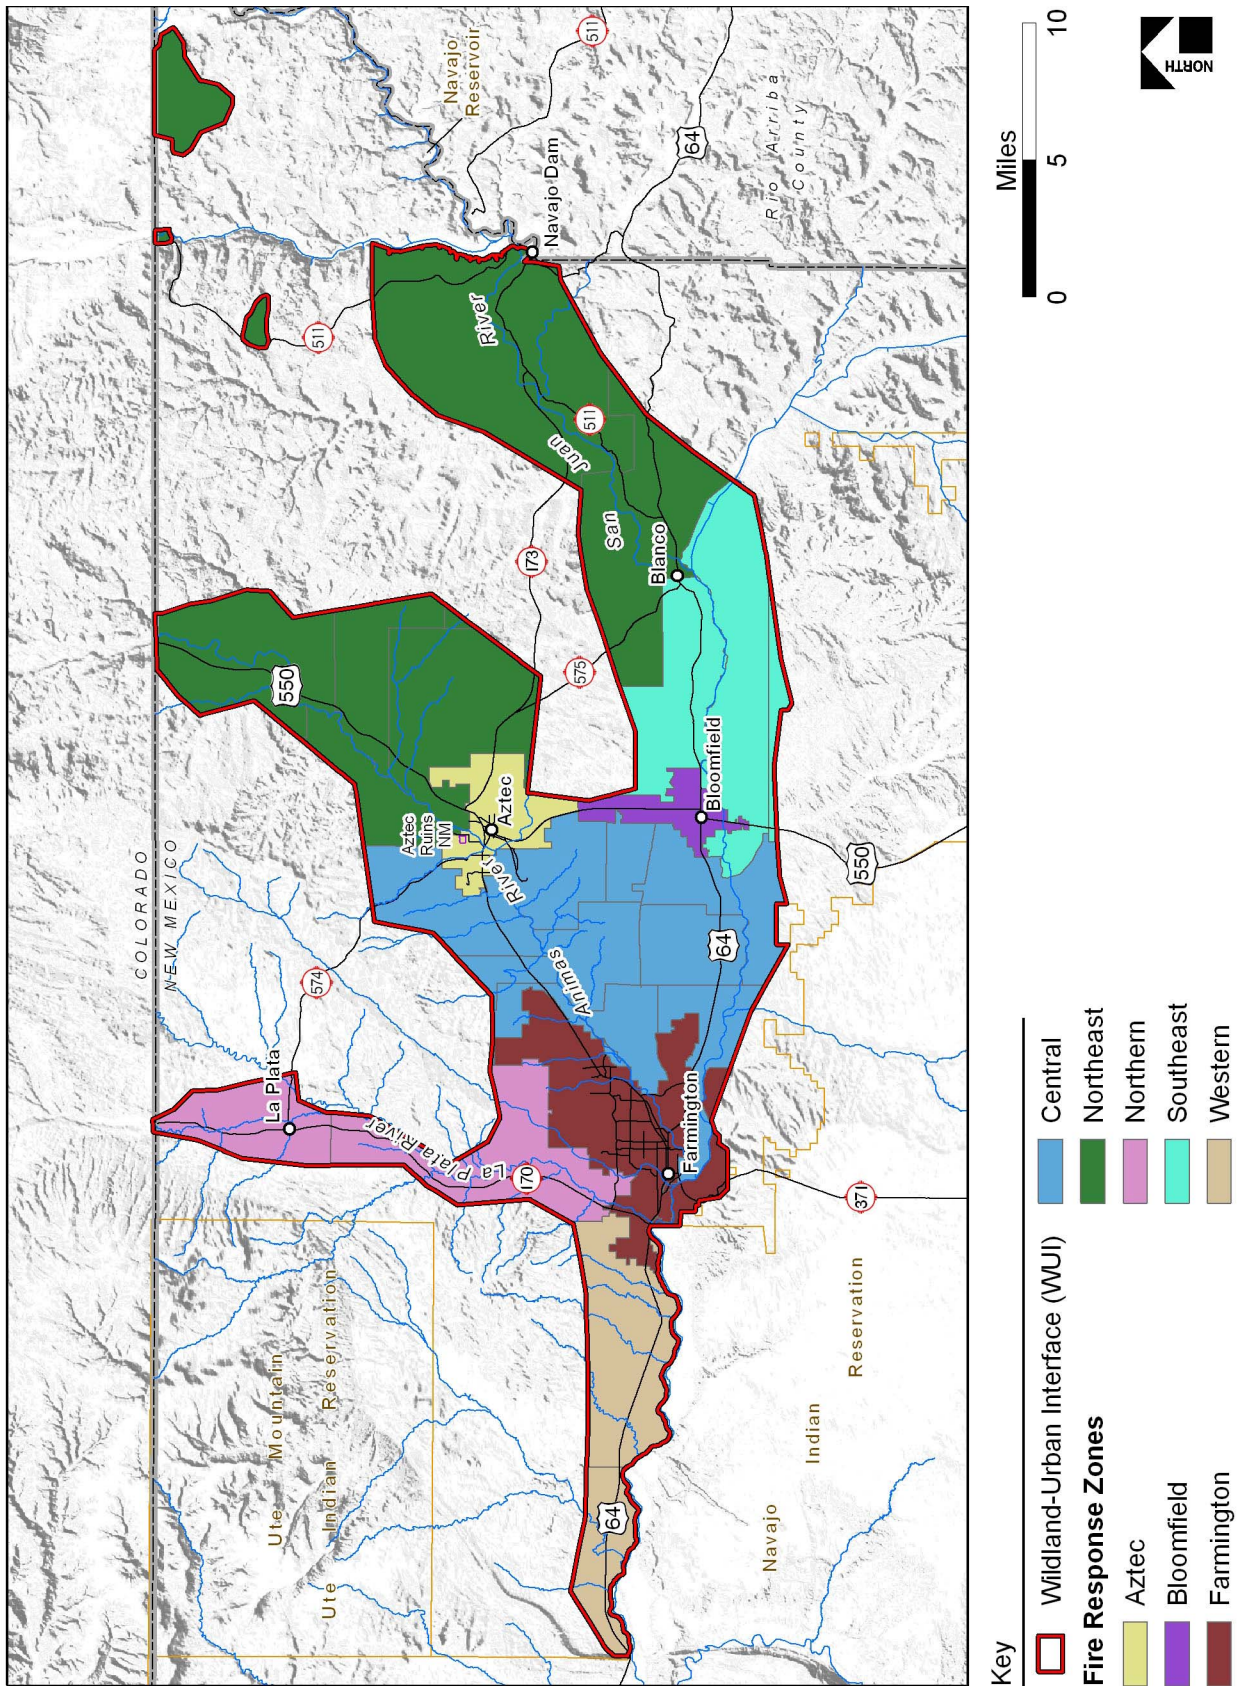 COLORADO
NEW MEXICO
Ute Mountain
Ute Indian Reservation
La Plata
574
550
511
511
Navajo
Reservoir
La
Plata River
170
Aztec
Ruins
NM
Aztec
173
575
River
Animas
River
Juan
San
511
Navajo Dam
64
64
Farmington
64
Bloomfield
Blanco
Rio Arriba
County
371
550
Navajo
Indian
Reservation
Key
Wildland-Urban Interface (WUI)
Fire Response Zones
Aztec
Bloomfield
Farmington
Central
Northeast
Northern
Southeast
Western
Miles
0
5
10
NORTH